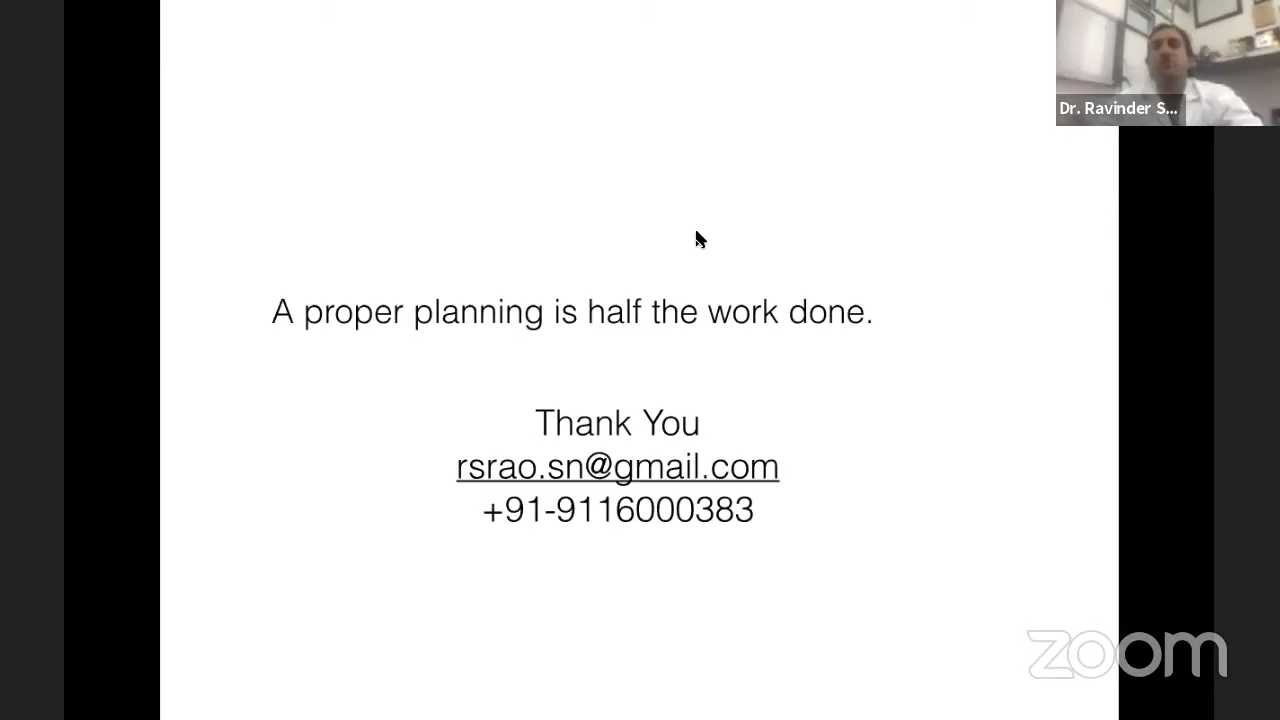 Dr. Ravinder S...
A proper planning is half the work done.
Thank You
rsrao.sn@gmail.com
+91-9116000383
zoom